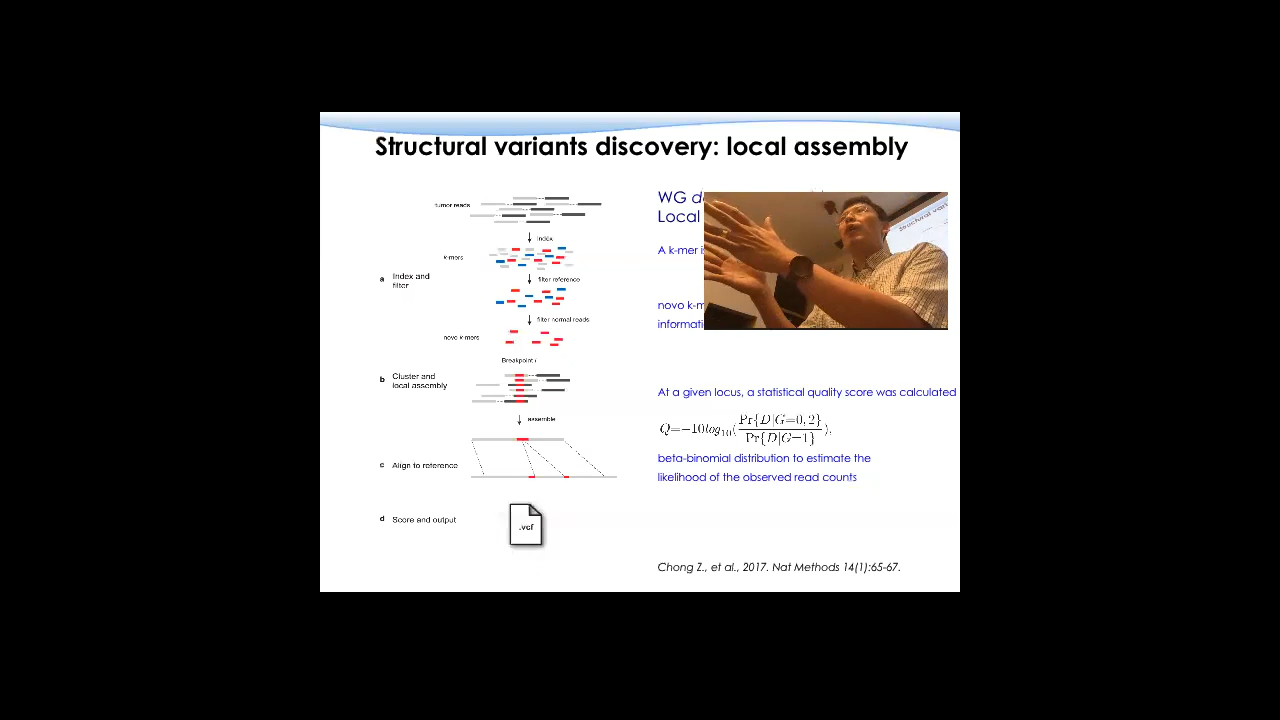 Structural variants discovery: local assembly
tumor reads
index
k-mers
a Index and
filter
filter reference
filter normal reads
novo k-mers
Breakpoint i
b Cluster and
local assembly
assemble
c Align to reference
d Score and output
.vcf
WG
Local
A k-mer
novo
At a given locus, a statistical quality score was calculated
Q=−10log10(Pr{D|G=0,2}/Pr{D|G=1}),
beta-binomial distribution to estimate the
likelihood of the observed read counts
Chong Z., et al., 2017. Nat Methods 14(1):65-67.
Structural